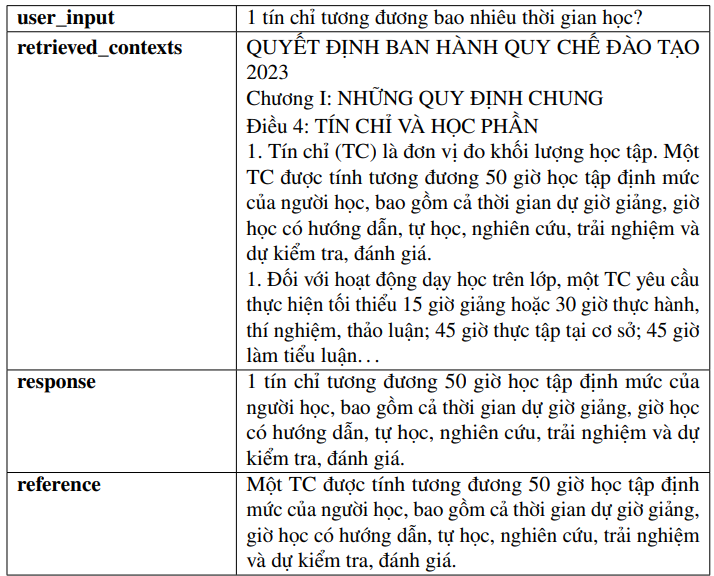 user_input
1 tín chỉ tương đương bao nhiêu thời gian học?
retrieved_contexts
QUYẾT ĐỊNH BAN HÀNH QUY CHẾ ĐÀO TẠO
2023
Chương I: NHỮNG QUY ĐỊNH CHUNG
Điều 4: TÍN CHỈ VÀ HỌC PHẦN
1. Tín chỉ (TC) là đơn vị đo khối lượng học tập. Một
TC được tính tương đương 50 giờ học tập định mức
của người học, bao gồm cả thời gian dự giờ giảng, giờ
học có hướng dẫn, tự học, nghiên cứu, trải nghiệm và
dự kiểm tra, đánh giá.
1. Đối với hoạt động dạy học trên lớp, một TC yêu cầu
thực hiện tối thiểu 15 giờ giảng hoặc 30 giờ thực hành,
thí nghiệm, thảo luận; 45 giờ thực tập tại cơ sở; 45 giờ
làm tiểu luận...
response
1 tín chỉ tương đương 50 giờ học tập định mức của
người học, bao gồm cả thời gian dự giờ giảng, giờ học
có hướng dẫn, tự học, nghiên cứu, trải nghiệm và dự
kiểm tra, đánh giá.
reference
Một TC được tính tương đương 50 giờ học tập định
mức của người học, bao gồm cả thời gian dự giờ giảng,
giờ học có hướng dẫn, tự học, nghiên cứu, trải nghiệm
và dự kiểm tra, đánh giá.